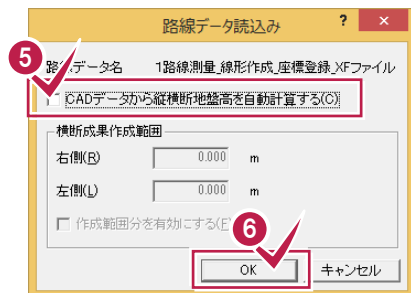 路線データ読込み ? ×
5
路線データ名 1路線測量_線形作成_座標登録_XFファイル
CADデータから縦横断地盤高を自動計算する(C)
横断成果作成範囲
右側(R) 0.000 m
左側(L) 0.000 m
作成範囲分を有効にする(E)
6
OK キャンセル